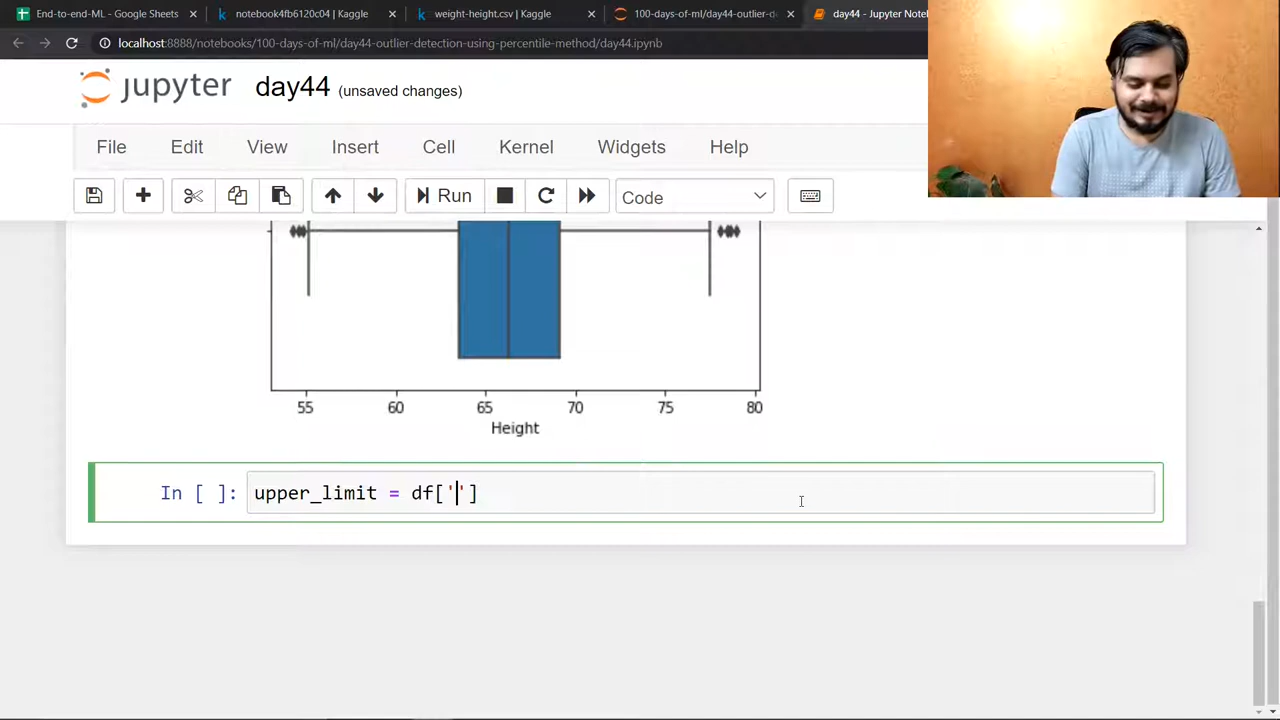 End-to-end-ML - Google Sheets
notebook4fb6120c04 | Kaggle
weight-height.csv | Kaggle
100-days-of-ml/day44-outlier-d
day44 - Jupyter Note
localhost:8888/notebooks/100-days-of-ml/day44-outlier-detection-using-percentile-method/day44.ipynb
jupyter day44 (unsaved changes)
File Edit View Insert Cell Kernel Widgets Help
Run Code
55 60 65 70 75 80
Height
In [ ]: upper_limit = df['']